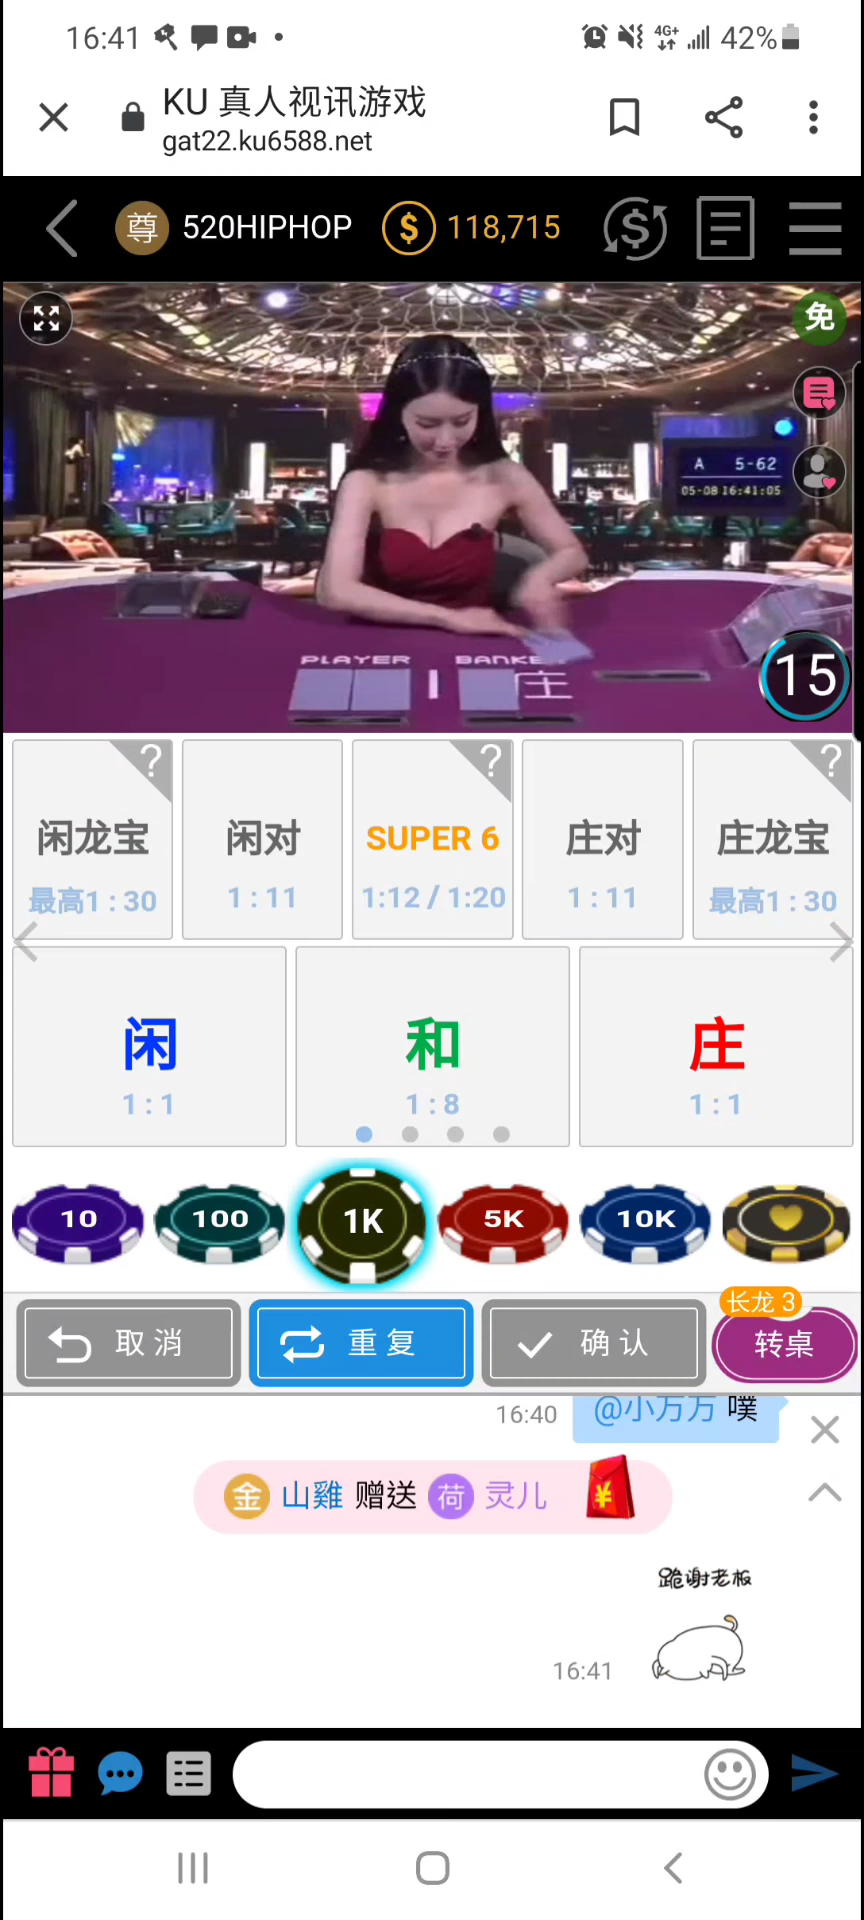 16:41
4G+
42%
KU 真人视讯游戏
gat22.ku6588.net
尊 520HIPHOP $ 118,715
免
A 5-62
05-08 16:41:05
PLAYER
庄
15
闲龙宝
最高1 : 30
闲对
1 : 11
SUPER 6
1:12 / 1:20
庄对
1 : 11
庄龙宝
最高1 : 30
闲
1 : 1
和
1 : 8
庄
1 : 1
10
100
1K
5K
10K
取消
重复
确认
长龙 3
转桌
16:40
@小万万 噗
金 山雞 赠送 荷 灵儿
¥
跪谢老板
16:41